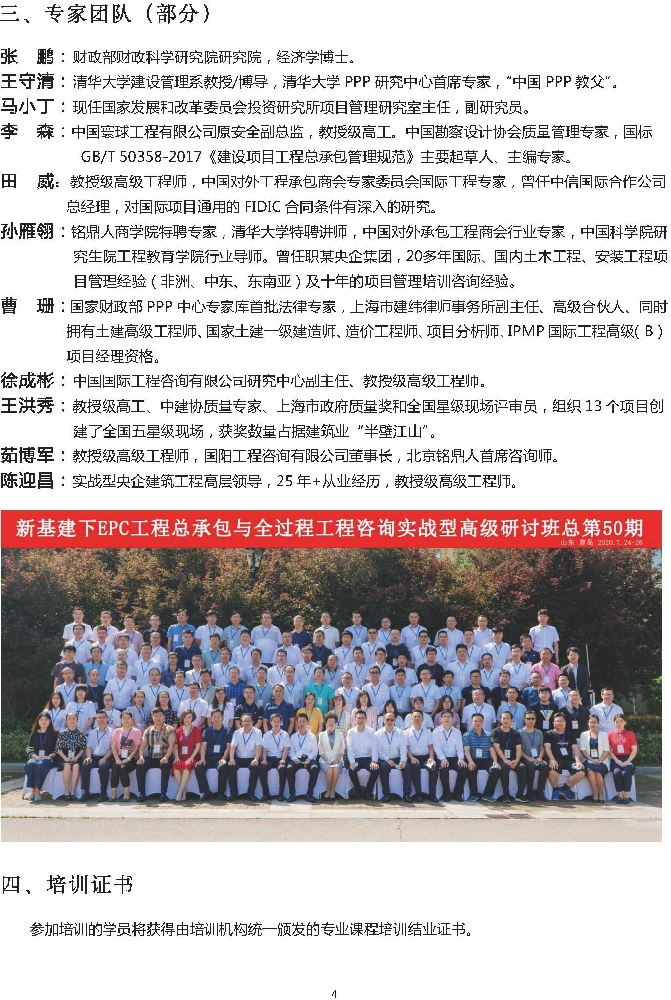 三、专家团队（部分）
张　鹏：财政部财政科学研究院研究院，经济学博士。
王守清：清华大学建设管理系教授/博导，清华大学 PPP 研究中心首席专家，“中国 PPP 教父”。
马小丁：现任国家发展和改革委员会投资研究所项目管理研究室主任，副研究员。
李　森：中国寰球工程有限公司原安全副总监，教授级高工。中国勘察设计协会质量管理专家，国标
GB/T 50358-2017《建设项目工程总承包管理规范》主要起草人、主编专家。
田　威：教授级高级工程师，中国对外工程承包商会专家委员会国际工程专家，曾任中信国际合作公司
总经理，对国际项目通用的 FIDIC 合同条件有深入的研究。
孙雁翎：铭鼎人商学院特聘专家，清华大学特聘讲师，中国对外承包工程商会行业专家，中国科学院研
究生院工程教育学院行业导师。曾任职某央企集团，20多年国际、国内土木工程、安装工程项
目管理经验（非洲、中东、东南亚）及十年的项目管理培训咨询经验。
曹　珊：国家财政部 PPP 中心专家库首批法律专家，上海市建纬律师事务所副主任、高级合伙人、同时
拥有土建高级工程师、国家土建一级建造师、造价工程师、项目分析师、IPMP 国际工程高级（B）
项目经理资格。
徐成彬：中国国际工程咨询有限公司研究中心副主任、教授级高级工程师。
王洪秀：教授级高工、中建协质量专家、上海市政府质量奖和全国星级现场评审员，组织 13 个项目创
建了全国五星级现场，获奖数量占据建筑业“半壁江山”。
茹博军：教授级高级工程师，国阳工程咨询有限公司董事长，北京铭鼎人首席咨询师。
陈迎昌：实战型央企建筑工程高层领导，25 年+从业经历，教授级高级工程师。
新基建下EPC工程总承包与全过程工程咨询实战型高级研讨班总第50期
山东·青岛 2020.7.24-26
四、培训证书
参加培训的学员将获得由培训机构统一颁发的专业课程培训结业证书。
4